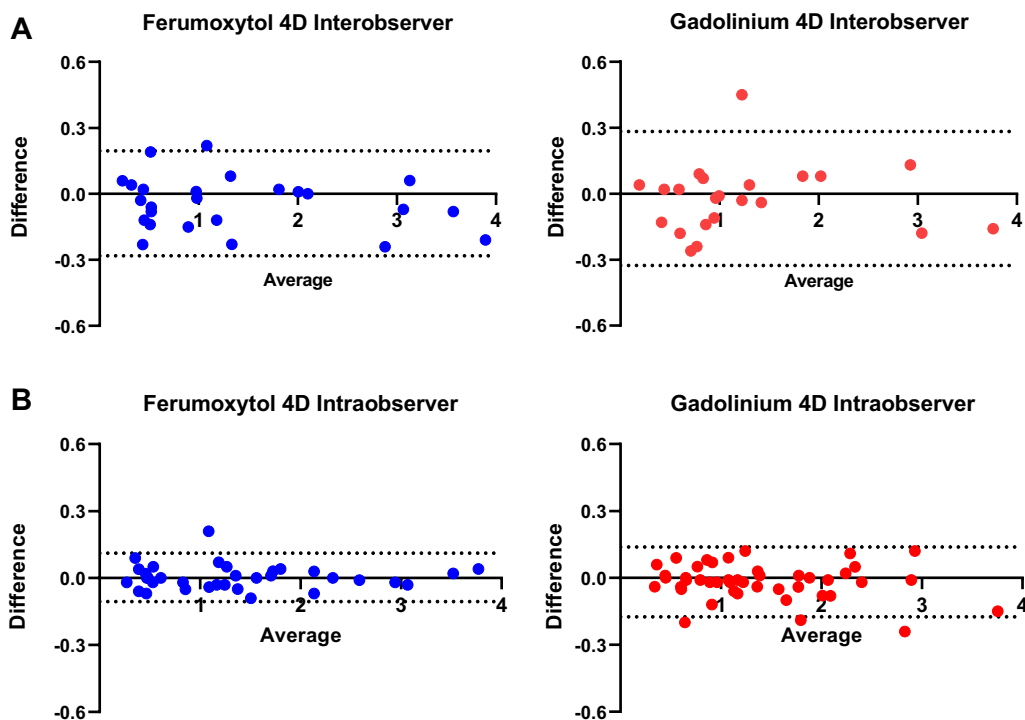 A
Ferumoxytol 4D Interobserver
Difference
0.6
0.3
0.0
-0.3
-0.6
1
2
3
4
Average
Gadolinium 4D Interobserver
Difference
0.6
0.3
0.0
-0.3
-0.6
1
2
3
4
Average
B
Ferumoxytol 4D Intraobserver
Difference
0.6
0.3
0.0
-0.3
-0.6
1
2
3
4
Average
Gadolinium 4D Intraobserver
Difference
0.6
0.3
0.0
-0.3
-0.6
1
2
3
4
Average